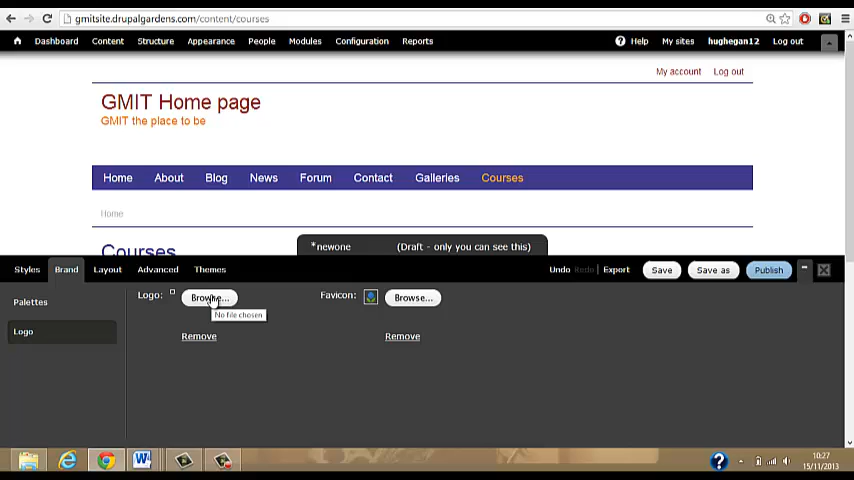 gmitsite.drupalgardens.com/content/courses
Dashboard Content Structure Appearance People Modules Configuration Reports Help My sites hughegan12 Log out
My account Log out
GMIT Home page
GMIT the place to be
Home About Blog News Forum Contact Galleries Courses
Home
Courses
*newone (Draft - only you can see this)
Styles Brand Layout Advanced Themes Undo Redo Export Save Save as Publish
Palettes
Logo: Browse... Favicon: Browse...
No file chosen
Logo
Remove Remove
10:27
15/11/2013